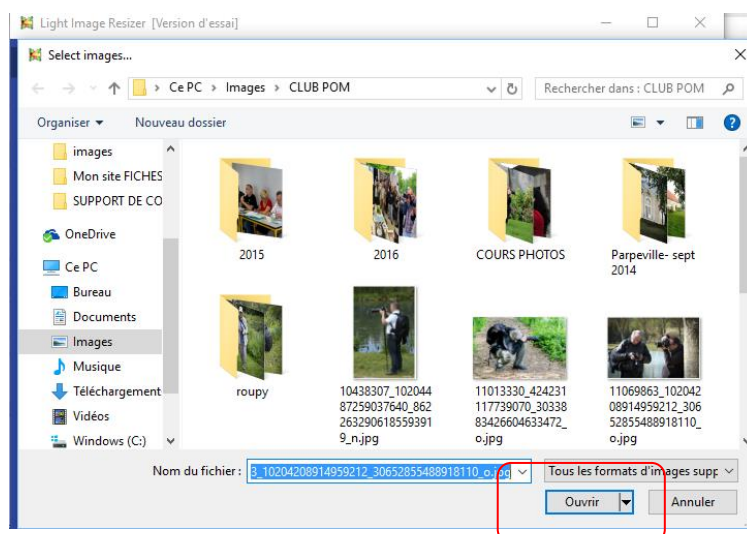 Light Image Resizer [Version d'essai]
Select images...
Ce PC > Images > CLUB POM
Rechercher dans : CLUB POM
Organiser
Nouveau dossier
images
Mon site FICHES
SUPPORT DE CO
OneDrive
Ce PC
Bureau
Documents
Images
Musique
Téléchargement
Vidéos
Windows (C:)
2015
2016
COURS PHOTOS
Parpeville- sept
2014
roupy
10438307_102044
87259037640_862
263290618559391
9_n.jpg
11013330_424231
117739070_30338
83426604633472_
o.jpg
11069863_102042
08914959212_306
52855488918110_
o.jpg
Nom du fichier :
3_10204208914959212_30652855488918110_o.jpg
Tous les formats d'images supp
Ouvrir
Annuler